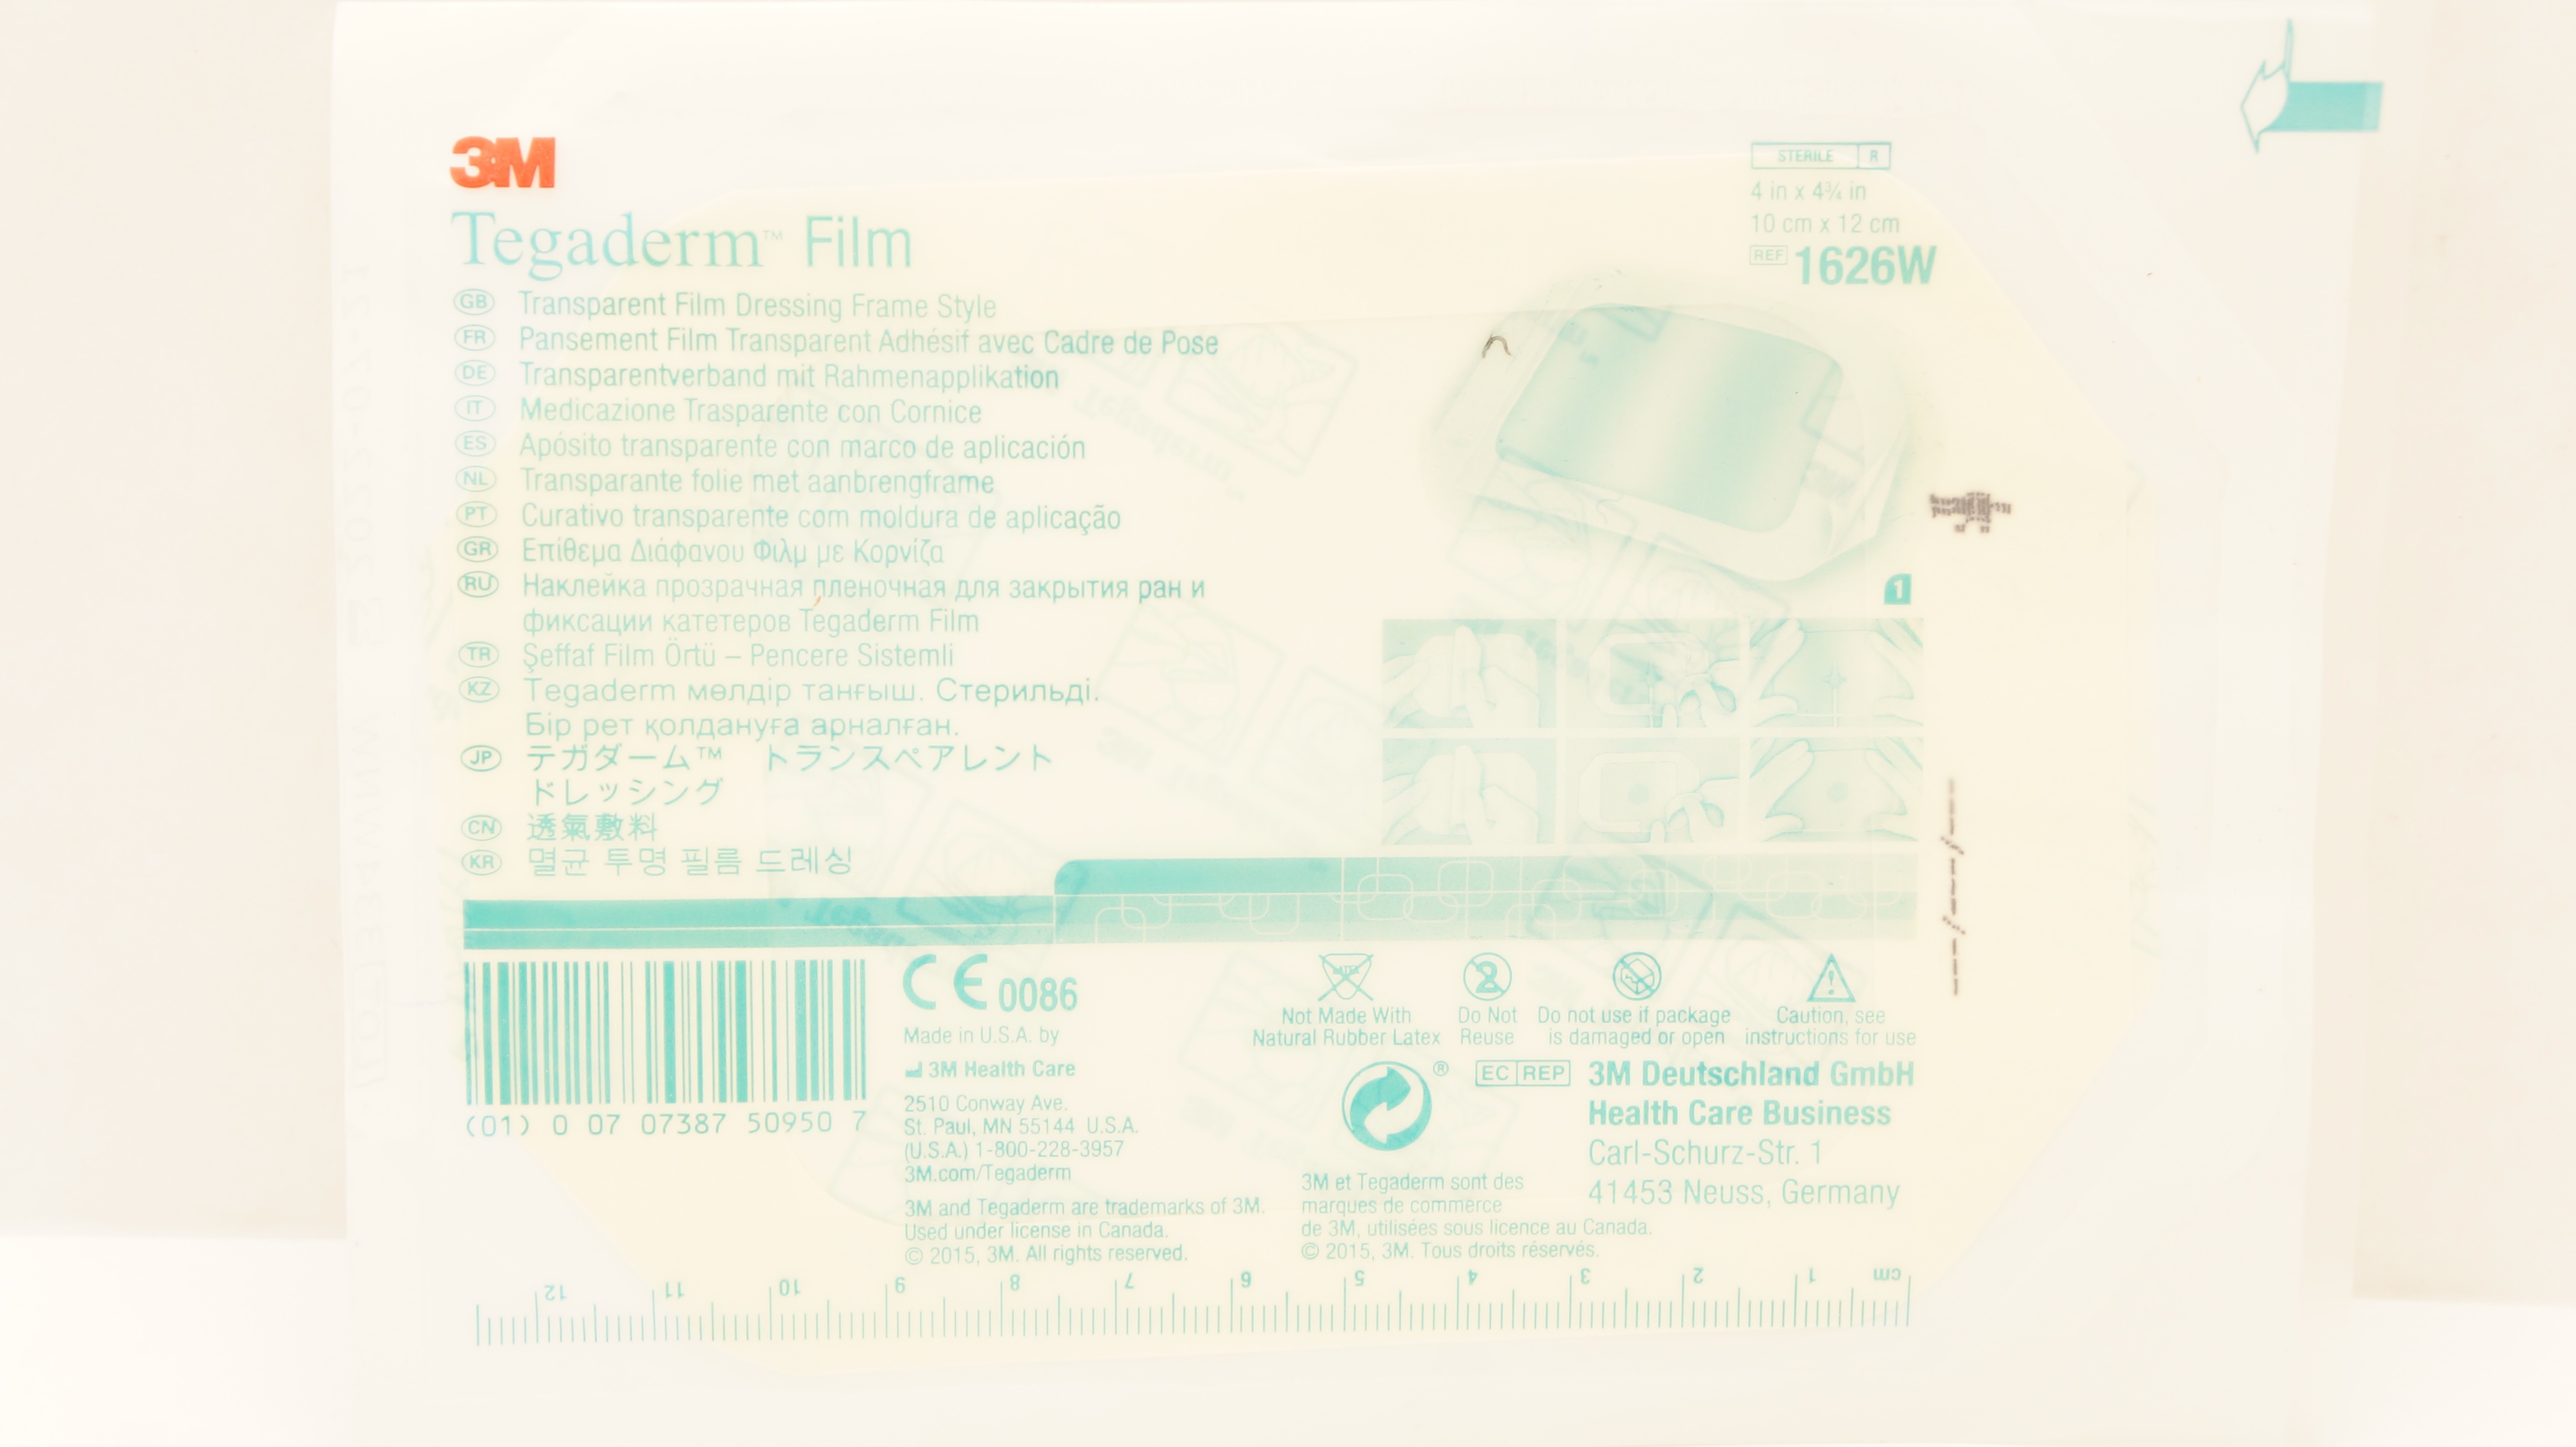 3M
Tegaderm™ Film
STERILE R
4 in x 4¾ in
10 cm x 12 cm
REF 1626W
GB Transparent Film Dressing Frame Style
FR Pansement Film Transparent Adhésif avec Cadre de Pose
DE Transparentverband mit Rahmenapplikation
IT Medicazione Trasparente con Cornice
ES Apósito transparente con marco de aplicación
NL Transparante folie met aanbrengframe
PT Curativo transparente com moldura de aplicação
GR Επίθεμα Διάφανου Φιλμ με Κορνίζα
RU Наклейка прозрачная пленочная для закрытия ран и
фиксации катетеров Tegaderm Film
TR Şeffaf Film Örtü – Pencere Sistemli
KZ Tegaderm мөлдір таңғыш. Стерильді.
Бір рет қолдануға арналған.
JP テガダーム™ トランスペアレント
ドレッシング
CN 透氣敷料
KR 멸균 투명 필름 드레싱
1
(01) 0 07 07387 50950 7
CE 0086
Made in U.S.A. by
3M Health Care
2510 Conway Ave.
St. Paul, MN 55144 U.S.A.
(U.S.A.) 1-800-228-3957
3M.com/Tegaderm
3M and Tegaderm are trademarks of 3M.
Used under license in Canada.
© 2015, 3M. All rights reserved.
LATEX
Not Made With
Natural Rubber Latex
2
Do Not
Reuse
Do not use if package
is damaged or open
Caution, see
instructions for use
®
EC REP 3M Deutschland GmbH
Health Care Business
Carl-Schurz-Str. 1
41453 Neuss, Germany
3M et Tegaderm sont des
marques de commerce
de 3M, utilisées sous licence au Canada.
© 2015, 3M. Tous droits réservés.
12 11 10 9 8 7 6 5 4 3 2 1 cm